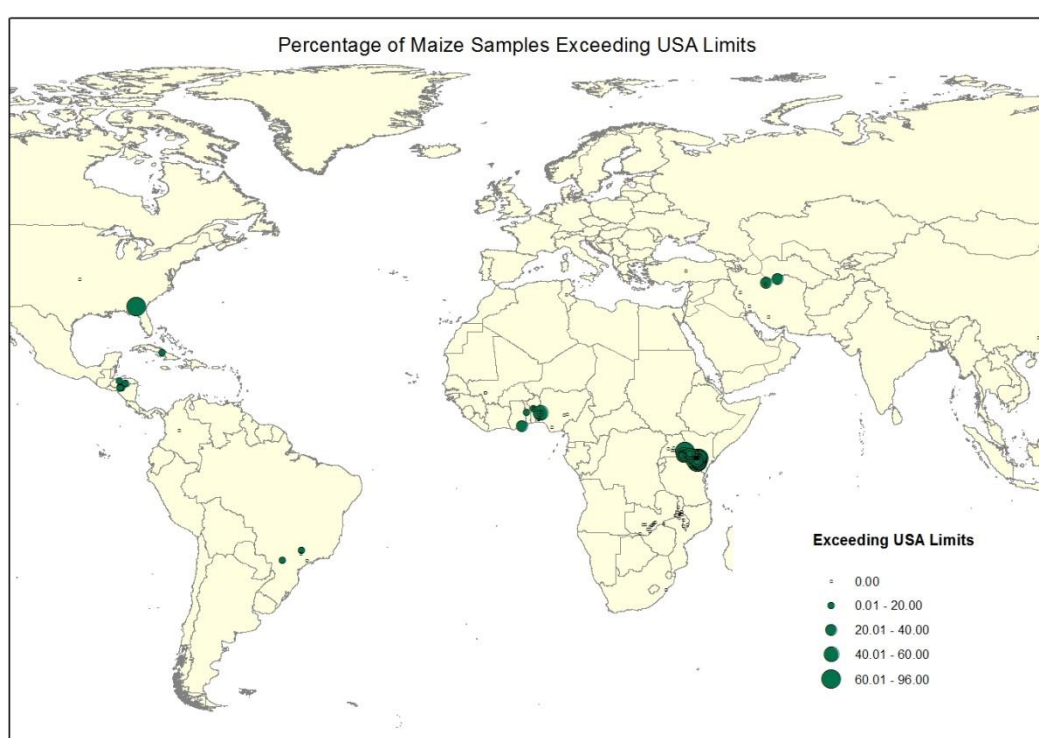 Percentage of Maize Samples Exceeding USA Limits
Exceeding USA Limits
0.00
0.01 - 20.00
20.01 - 40.00
40.01 - 60.00
60.01 - 96.00